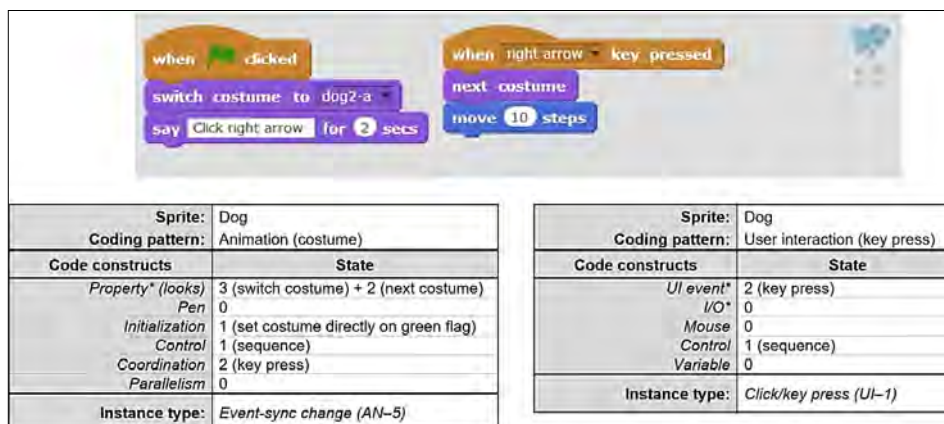 when clicked
switch costume to dog2-a
say Click right arrow for 2 secs
when right arrow key pressed
next costume
move 10 steps
Sprite: Dog
Coding pattern: Animation (costume)
Code constructs State
Property* (looks) 3 (switch costume) + 2 (next costume)
Pen 0
Initialization 1 (set costume directly on green flag)
Control 1 (sequence)
Coordination 2 (key press)
Parallelism 0
Instance type: Event-sync change (AN–5)
Sprite: Dog
Coding pattern: User interaction (key press)
Code constructs State
UI event* 2 (key press)
I/O* 0
Mouse 0
Control 1 (sequence)
Variable 0
Instance type: Click/key press (UI–1)